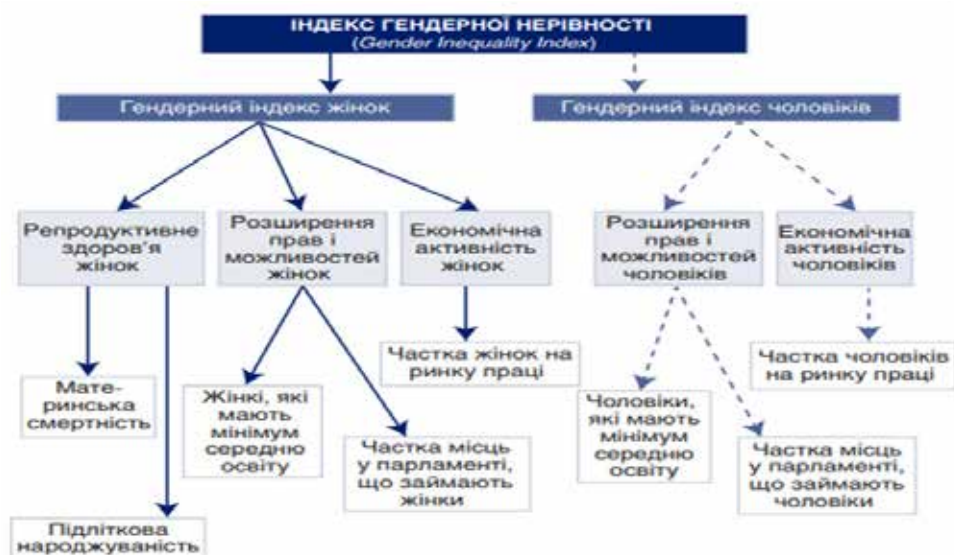 ІНДЕКС ГЕНДЕРНОЇ НЕРІВНОСТІ
(Gender Inequality Index)
Гендерний індекс жінок
Гендерний індекс чоловіків
Репродуктивне
здоров'я
жінок
Розширення
прав і
можливостей
жінок
Економічна
активність
жінок
Розширення
прав і
можливостей
чоловіків
Економічна
активність
чоловіків
Мате-
ринська
смертність
Підліткова
народжуваність
Жінкі, які
мають
мінімум
середню
освіту
Частка місць
у парламенті,
що займають
жінки
Частка жінок на
ринку праці
Чоловіки,
які мають
мінімум
середню
освіту
Частка місць
у парламенті,
що займають
чоловіки
Частка чоловіків
на ринку праці